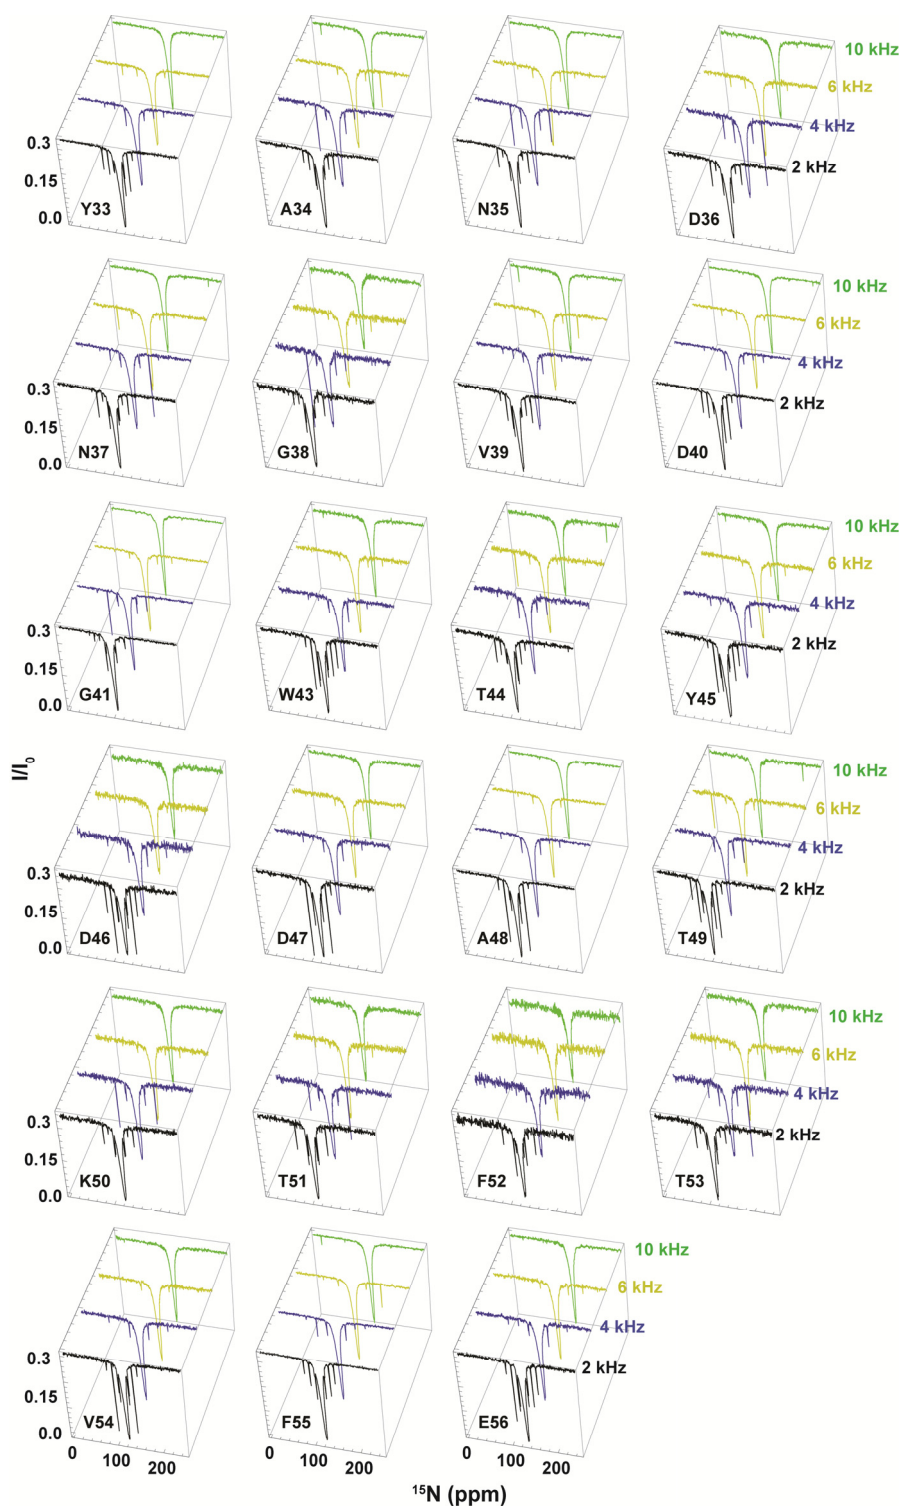 10 kHz
6 kHz
4 kHz
2 kHz
0.3
0.15
0.0
Y33
A34
N35
D36
10 kHz
6 kHz
4 kHz
2 kHz
0.3
0.15
0.0
N37
G38
V39
D40
10 kHz
6 kHz
4 kHz
2 kHz
0.3
0.15
0.0
G41
W43
T44
Y45
I/I0
10 kHz
6 kHz
4 kHz
2 kHz
0.3
0.15
0.0
D46
D47
A48
T49
10 kHz
6 kHz
4 kHz
2 kHz
0.3
0.15
0.0
K50
T51
F52
T53
10 kHz
6 kHz
4 kHz
2 kHz
0.3
0.15
0.0
V54
F55
E56
0 100 200
0 100 200
0 100 200
15N (ppm)